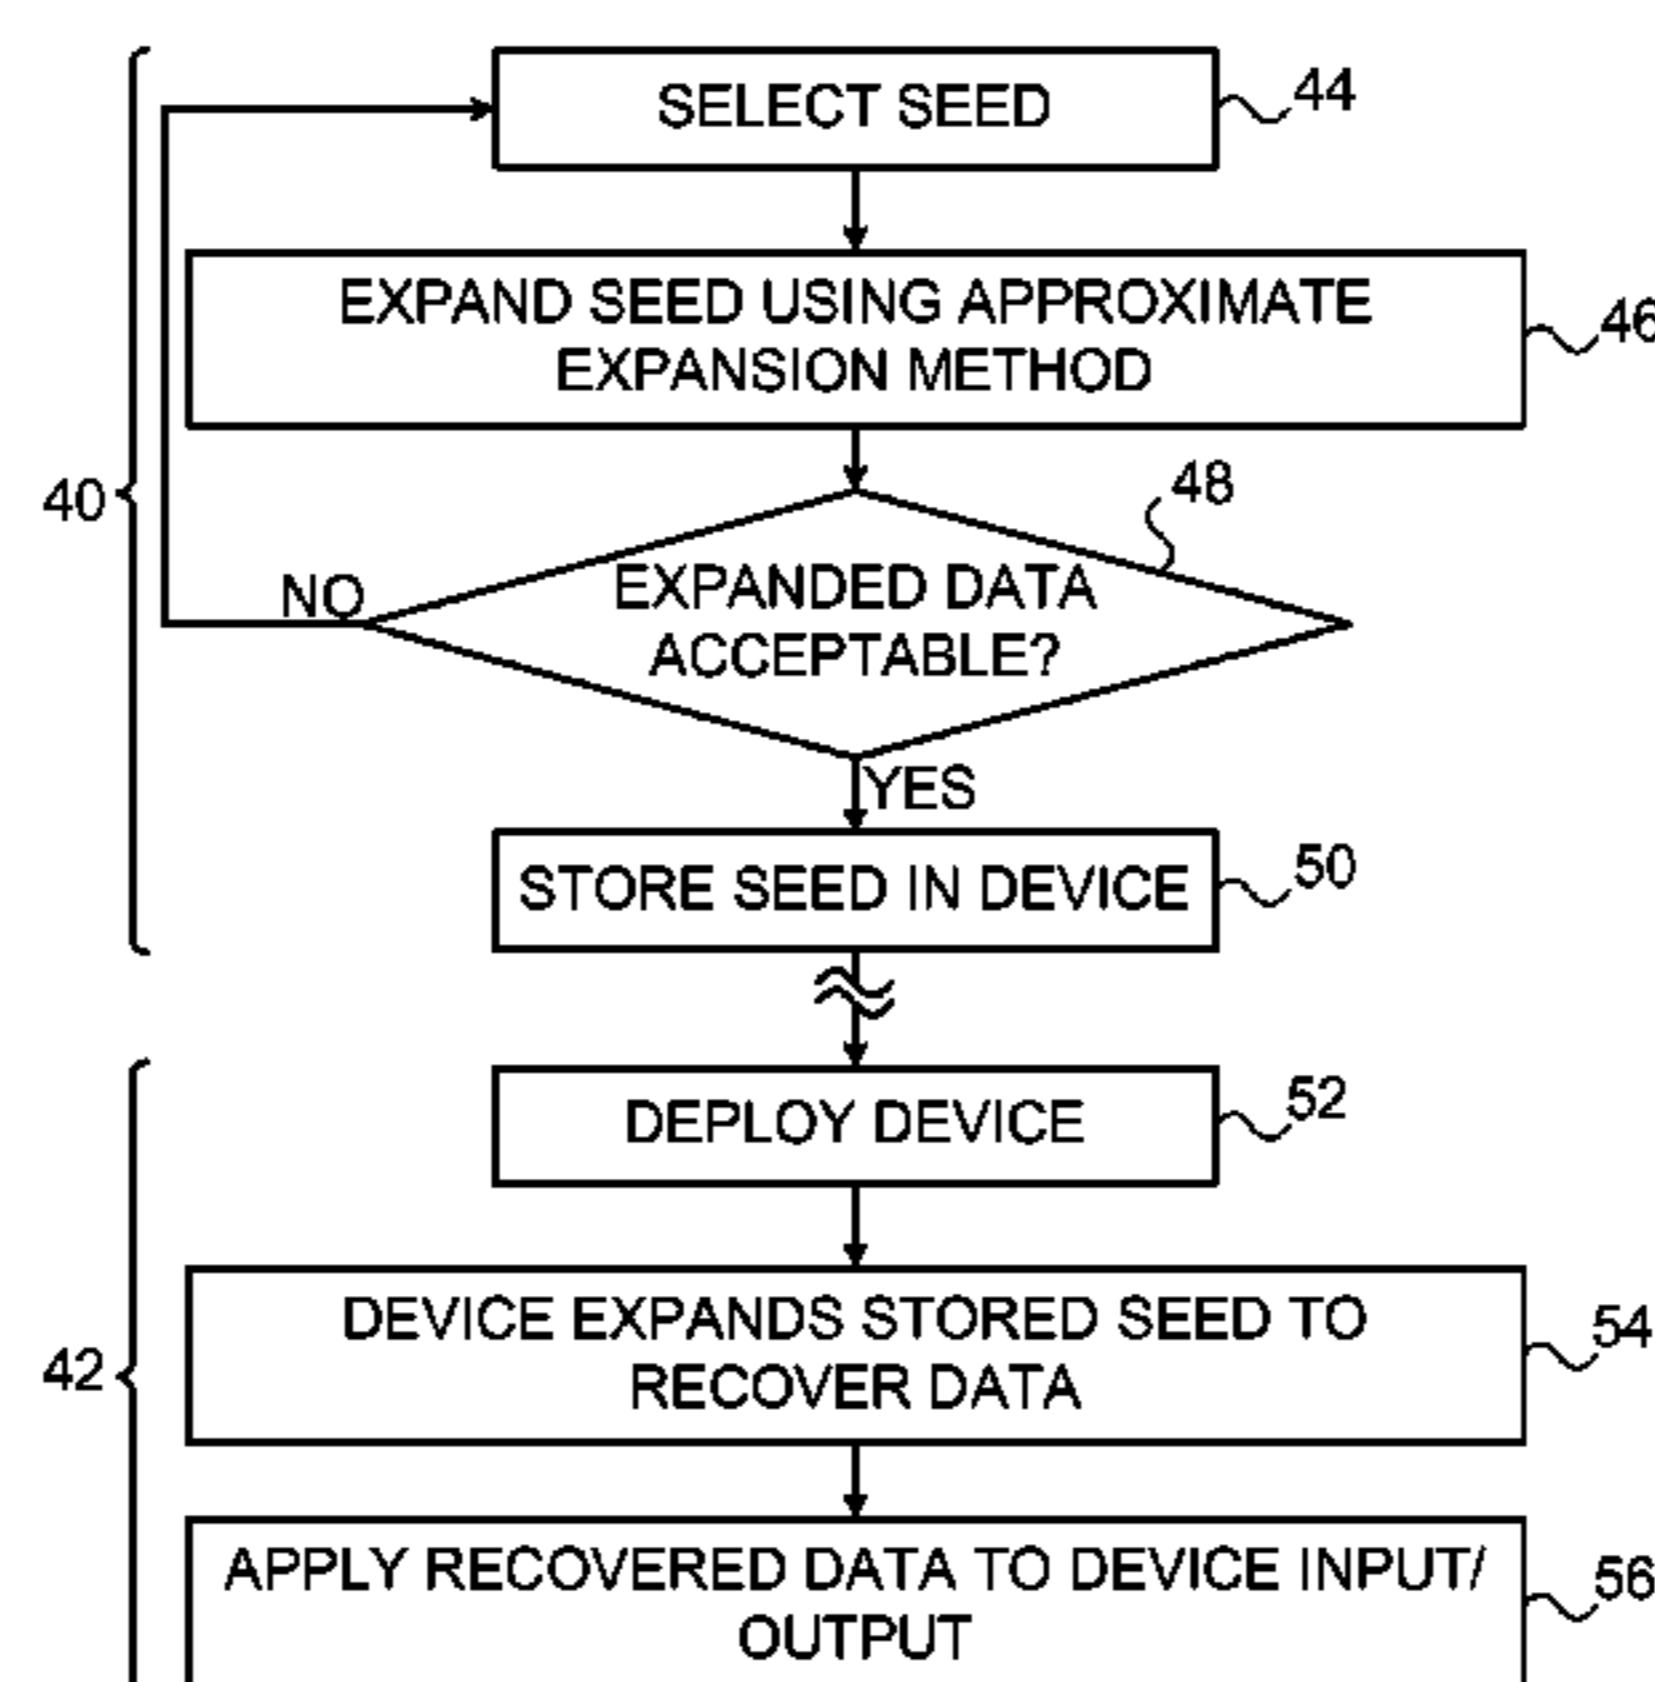 SELECT SEED
44
EXPAND SEED USING APPROXIMATE
EXPANSION METHOD
46
40
48
NO
EXPANDED DATA
ACCEPTABLE?
YES
STORE SEED IN DEVICE
50
DEPLOY DEVICE
52
42
DEVICE EXPANDS STORED SEED TO
RECOVER DATA
54
APPLY RECOVERED DATA TO DEVICE INPUT/
OUTPUT
56